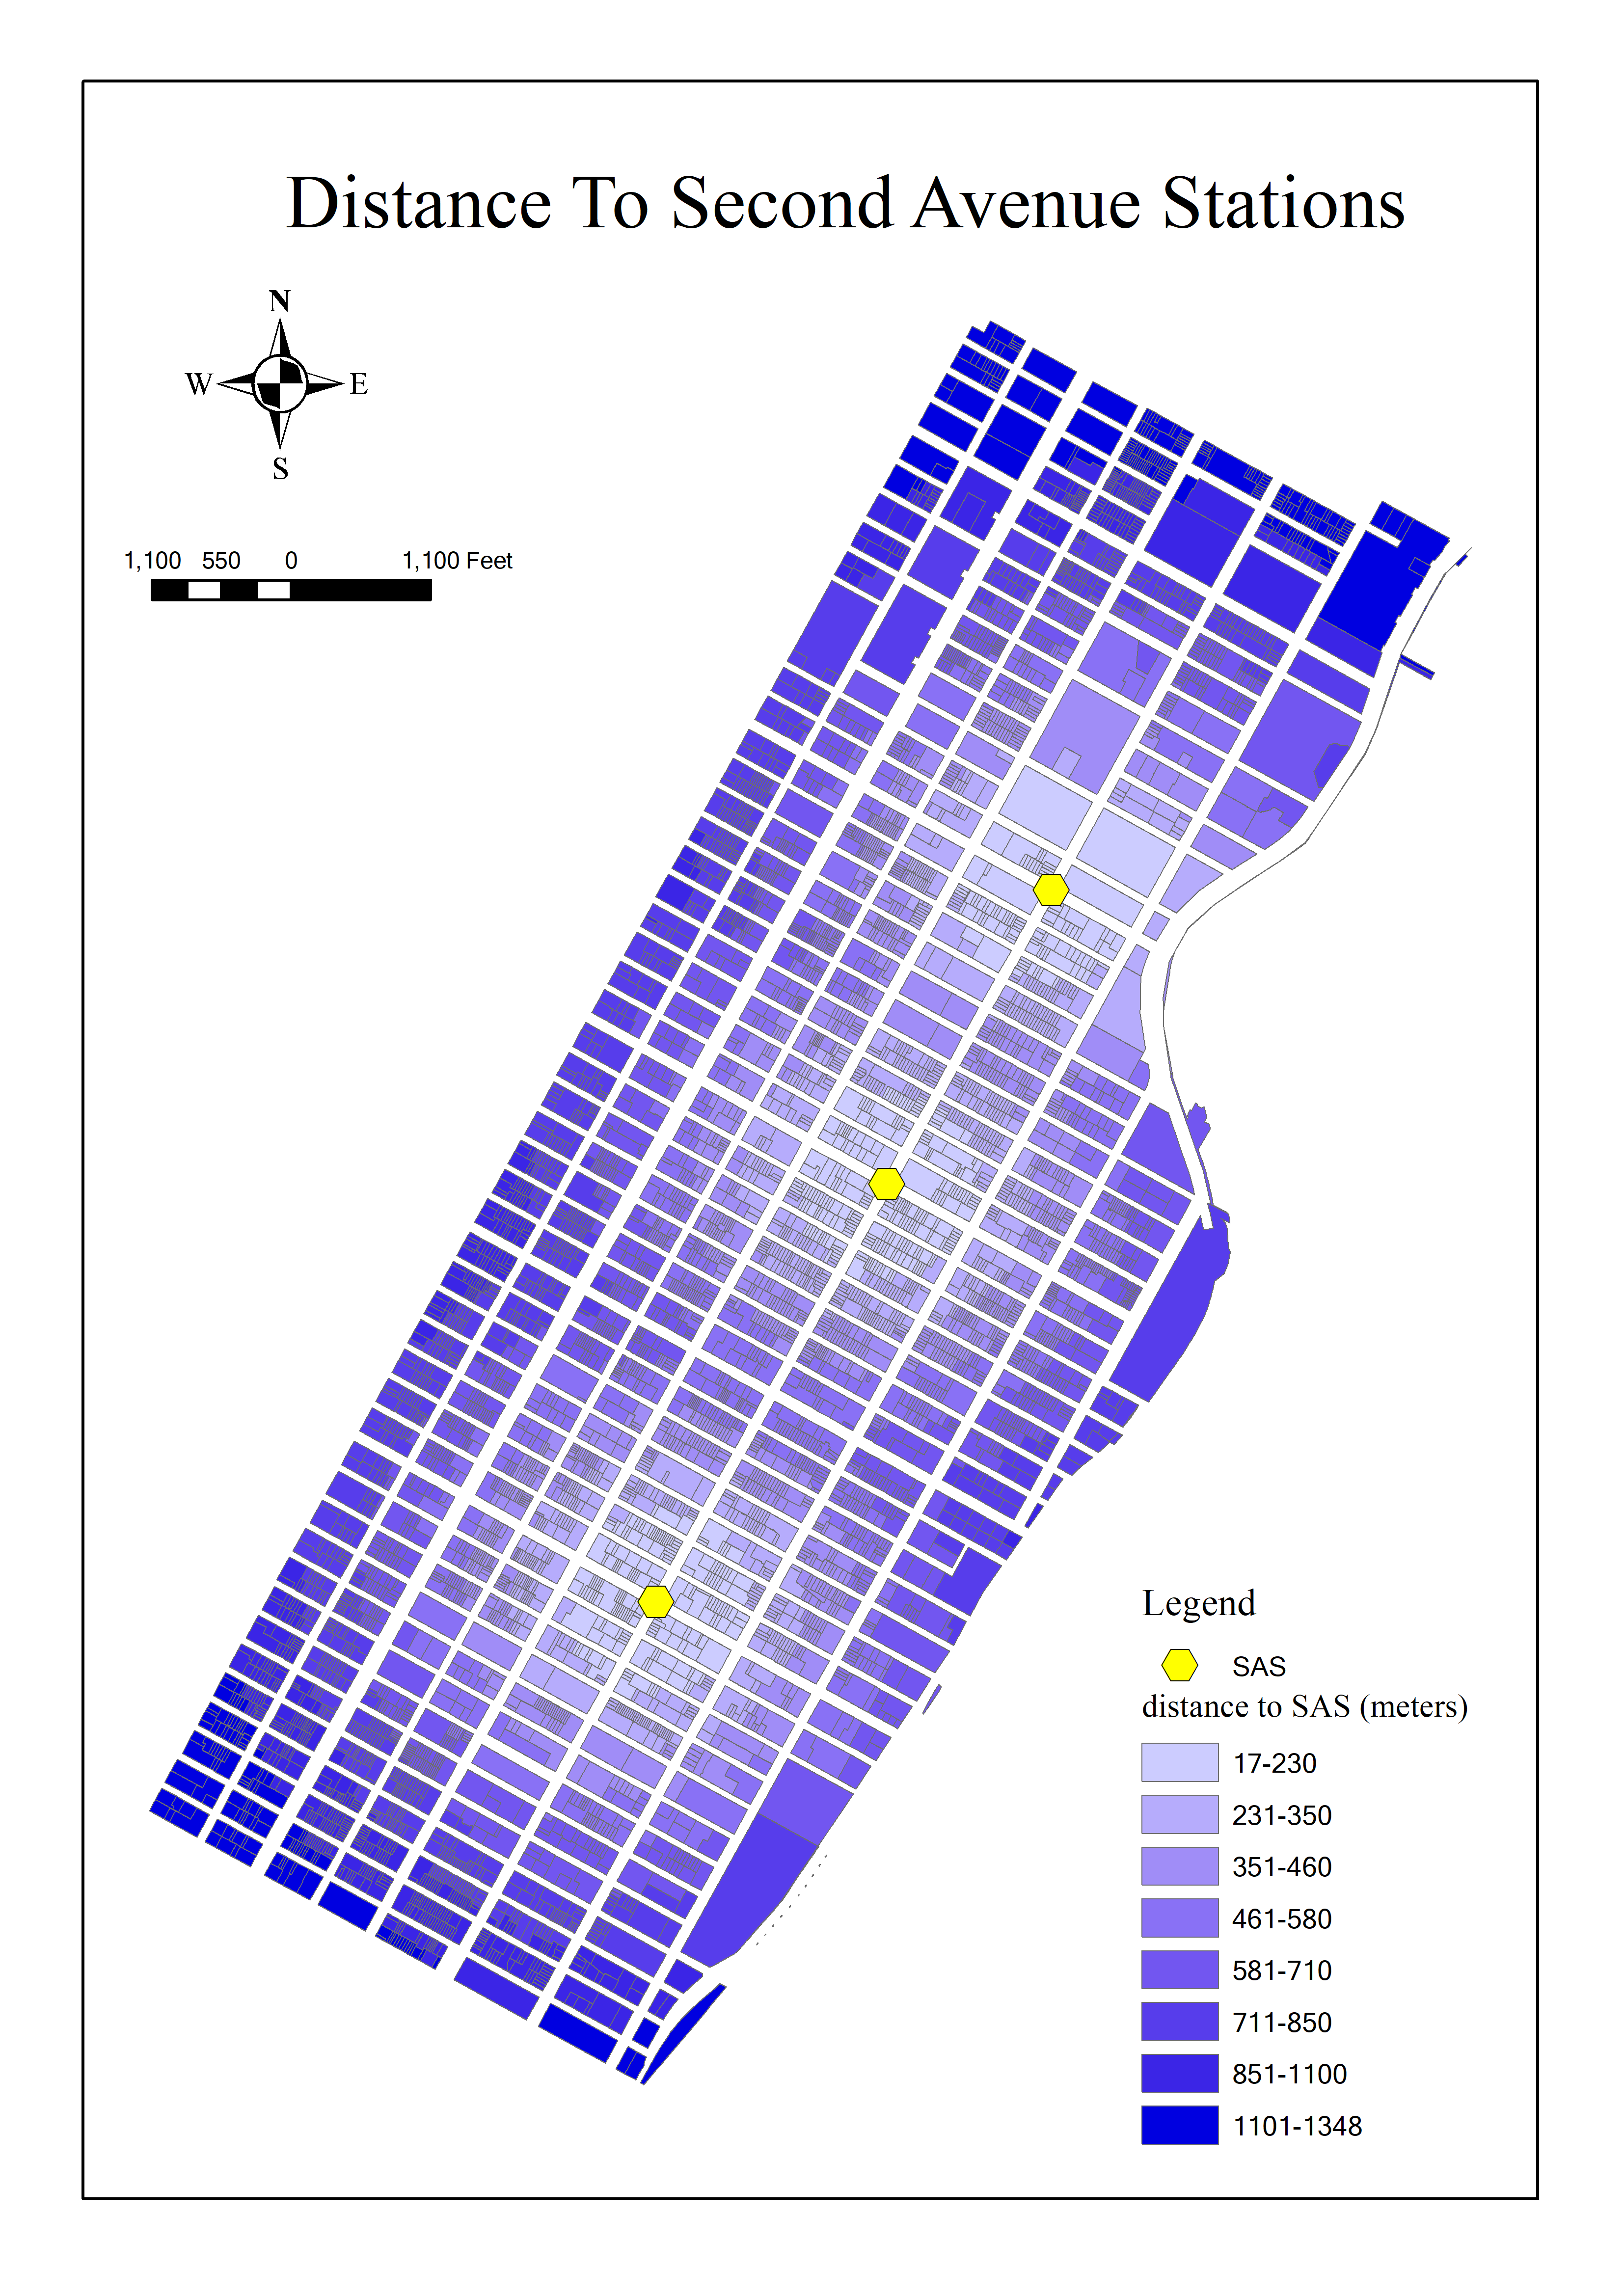 Distance To Second Avenue Stations
N
W E
S
1,100 550 0 1,100 Feet
Legend
SAS
distance to SAS (meters)
17-230
231-350
351-460
461-580
581-710
711-850
851-1100
1101-1348